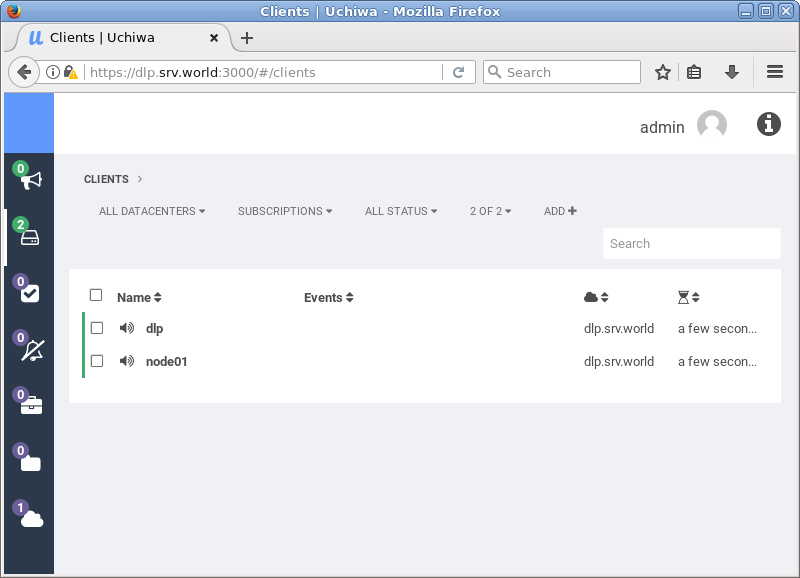 Clients | Uchiwa - Mozilla Firefox
Clients | Uchiwa
https://dlp.srv.world:3000/#/clients
Search
admin
0
2
0
0
0
0
1
CLIENTS
ALL DATACENTERS SUBSCRIPTIONS ALL STATUS 2 OF 2 ADD
Search
Name Events
dlp dlp.srv.world a few secon...
node01 dlp.srv.world a few secon...